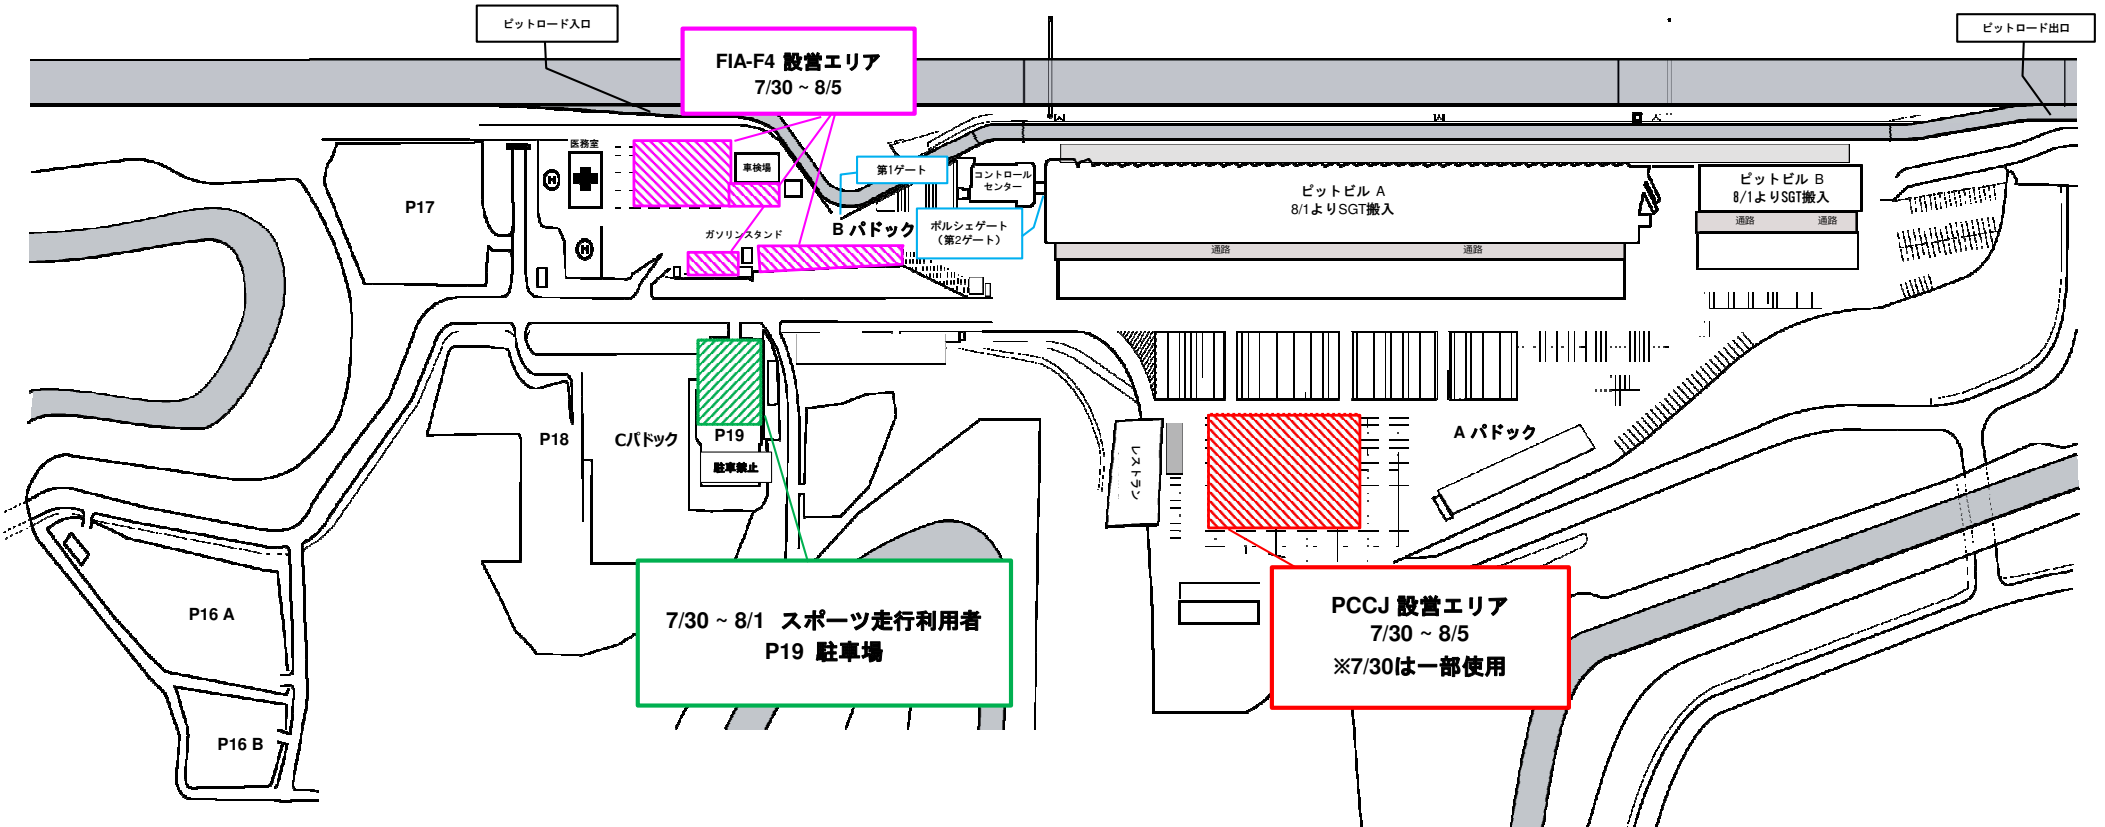 ピットロード入口
ピットロード出口
FIA-F4 設営エリア
7/30 ~ 8/5
医務室
車検場
第1ゲート
コントロール
センター
ピットビル A
8/1よりSGT搬入
ピットビル B
8/1よりSGT搬入
H
P17
ガソリンスタンド
B パドック
ポルシェゲート
（第2ゲート）
通路
通路
通路
通路
H
P18
Cパドック
P19
駐車禁止
レストラン
A パドック
7/30 ~ 8/1 スポーツ走行利用者
P19 駐車場
PCCJ 設営エリア
7/30 ~ 8/5
※7/30は一部使用
P16 A
P16 B